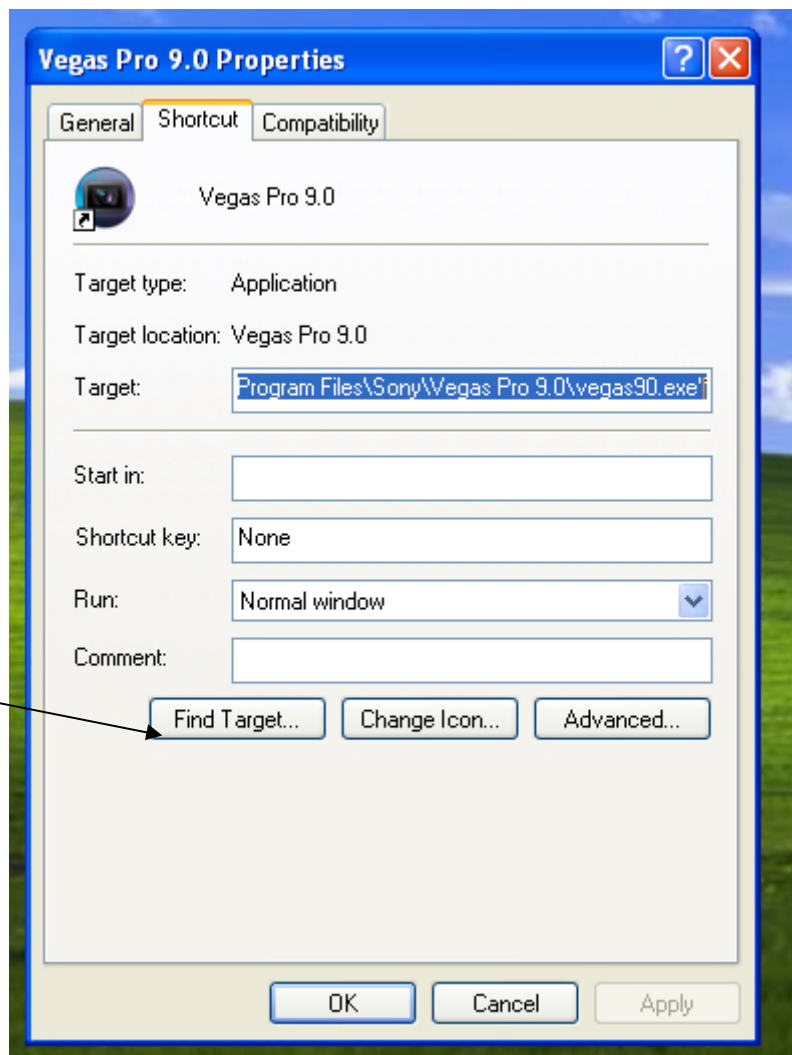 Vegas Pro 9.0 Properties
General Shortcut Compatibility
Vegas Pro 9.0
Target type: Application
Target location: Vegas Pro 9.0
Target: Program Files\Sony\Vegas Pro 9.0\vegas90.exe"
Start in:
Shortcut key: None
Run: Normal window
Comment:
Find Target... Change Icon... Advanced...
OK Cancel Apply